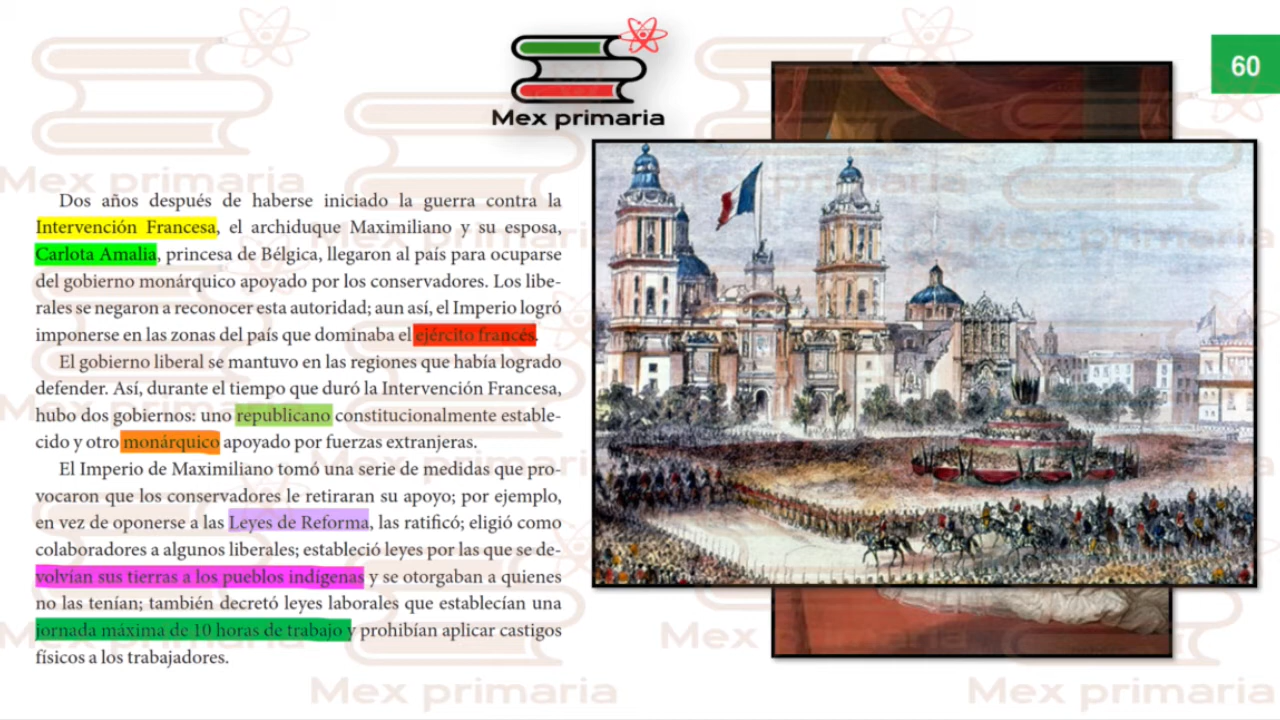 Mex primaria
60
Dos años después de haberse iniciado la guerra contra la
Intervención Francesa, el archiduque Maximiliano y su esposa,
Carlota Amalia, princesa de Bélgica, llegaron al país para ocuparse
del gobierno monárquico apoyado por los conservadores. Los libe-
rales se negaron a reconocer esta autoridad; aun así, el Imperio logró
imponerse en las zonas del país que dominaba el ejército francés.
El gobierno liberal se mantuvo en las regiones que había logrado
defender. Así, durante el tiempo que duró la Intervención Francesa,
hubo dos gobiernos: uno republicano constitucionalmente estable-
cido y otro monárquico apoyado por fuerzas extranjeras.
El Imperio de Maximiliano tomó una serie de medidas que pro-
vocaron que los conservadores le retiraran su apoyo; por ejemplo,
en vez de oponerse a las Leyes de Reforma, las ratificó; eligió como
colaboradores a algunos liberales; estableció leyes por las que se de-
volvían sus tierras a los pueblos indígenas y se otorgaban a quienes
no las tenían; también decretó leyes laborales que establecían una
jornada máxima de 10 horas de trabajo y prohibían aplicar castigos
físicos a los trabajadores.
Mex primaria
Mex primaria
Mex primaria
Mex primaria